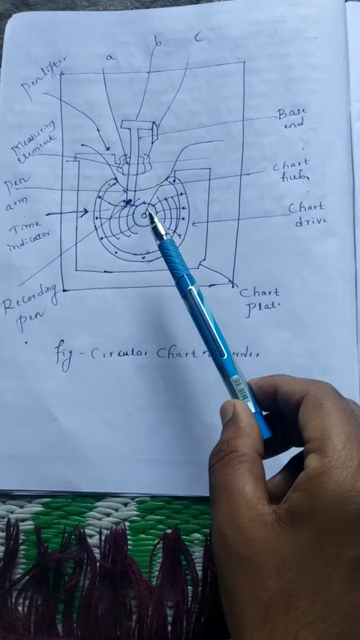 a
b
c
Pen lifter
Measuring
element
Pen
arm
Time
indicator
Recording
pen
Base
end
Chart
hub
Chart
drive
Chart
plat.
fig - Circular Chart